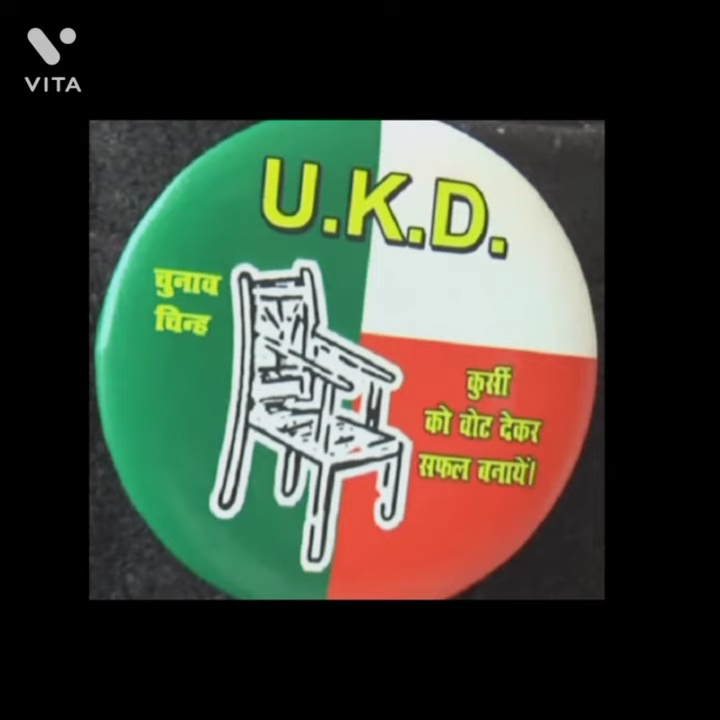 VITA
U.K.D.
चुनाव
चिन्ह
कुर्सी
को वोट देकर
सफल बनायें।